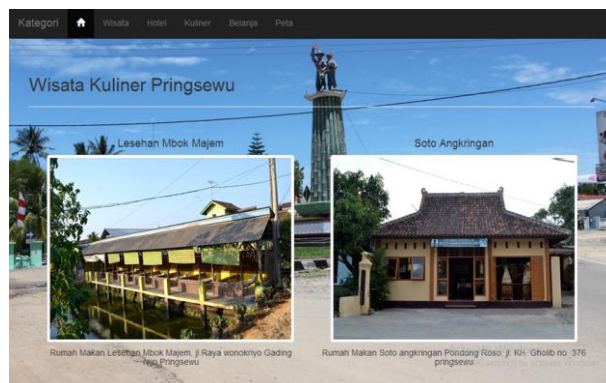 Kategori Wisata Hotel Kuliner Belanja Peta
Wisata Kuliner Pringsewu
Lesehan Mbok Majem
Soto Angkringan
Rumah Makan Lesehan Mbok Majem, jl.Raya wonokriyo Gading
rejo Pringsewu
Rumah Makan Soto angkringan Pondong Roso, jl. KH. Gholib no. 376
pringsewu